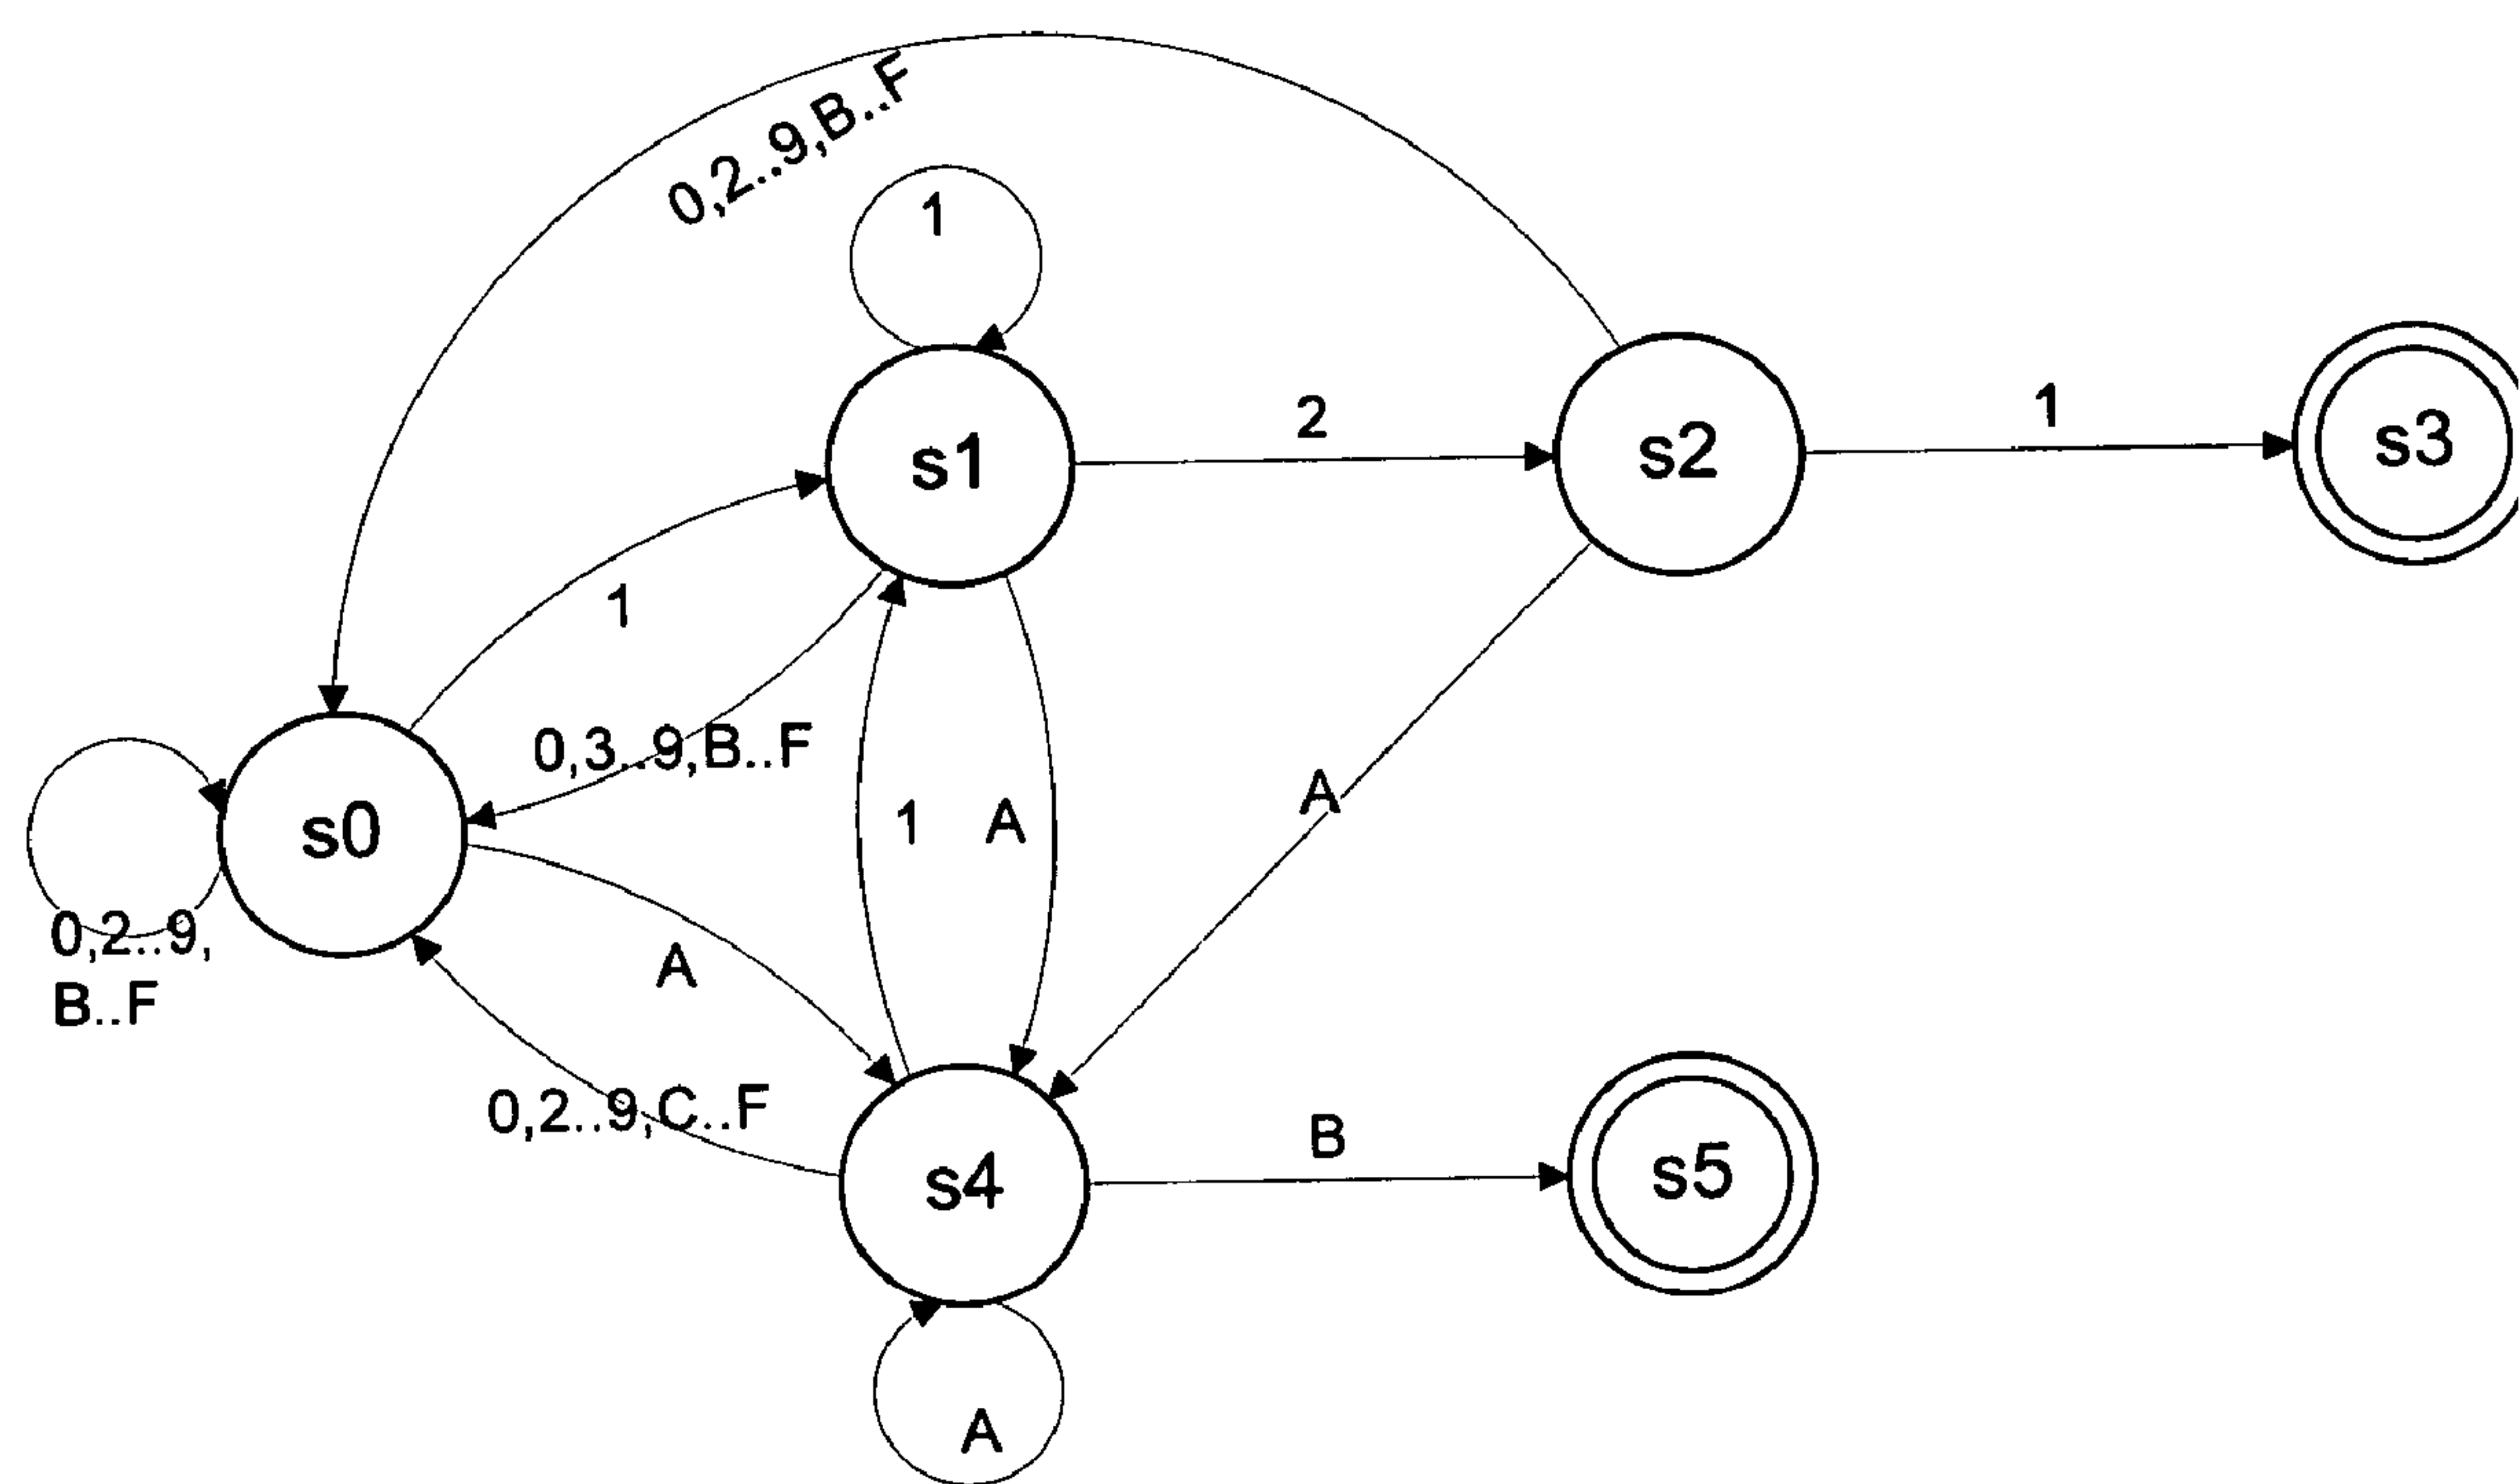 0,2..9,B..F
1
s1
2
s2
1
s3
1
0,3..9,B..F
s0
1
A
A
0,2..9,
B..F
A
0,2..9,C..F
s4
B
s5
A